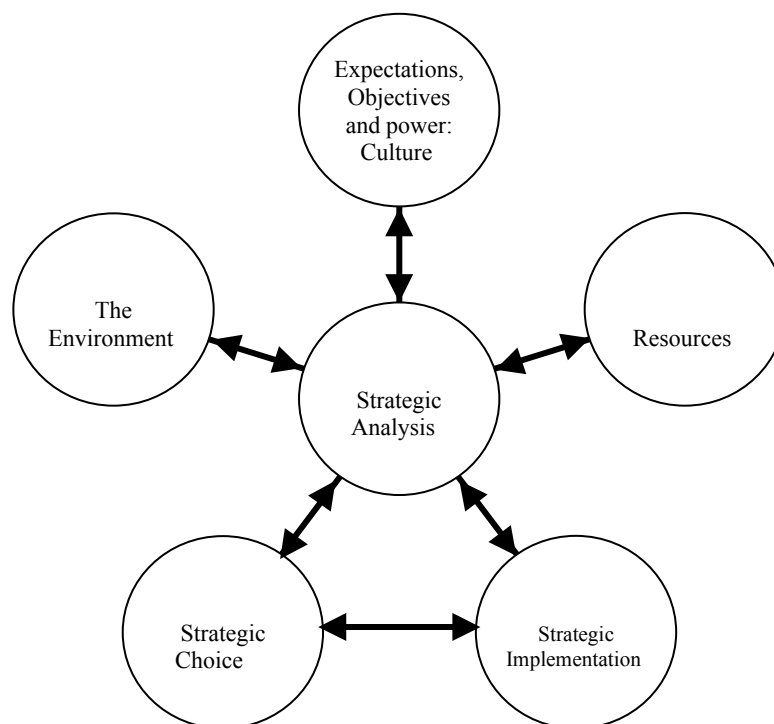 Expectations,
Objectives
and power:
Culture
The
Environment
Resources
Strategic
Analysis
Strategic
Choice
Strategic
Implementation